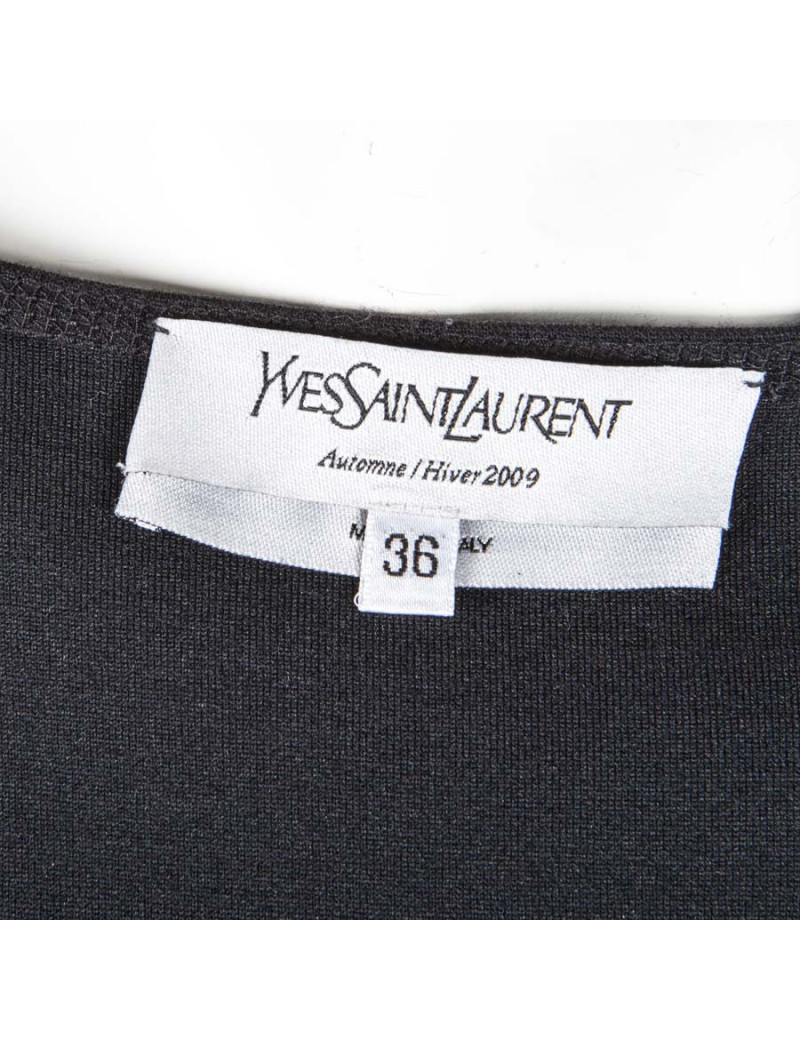 YVESSAINTLAURENT
Automne / Hiver 2009
36